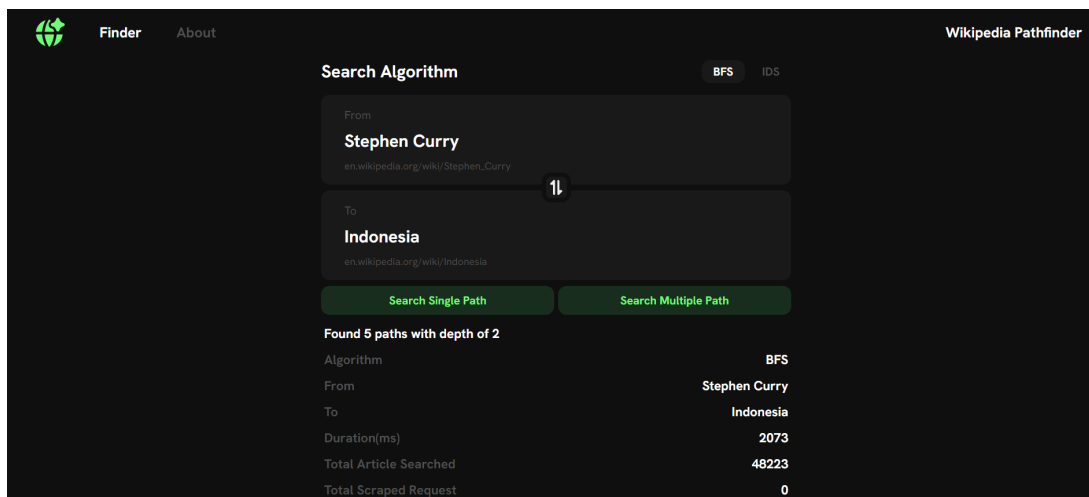 Finder About Wikipedia Pathfinder
Search Algorithm BFS IDS
From
Stephen Curry
en.wikipedia.org/wiki/Stephen_Curry
To
Indonesia
en.wikipedia.org/wiki/Indonesia
Search Single Path Search Multiple Path
Found 5 paths with depth of 2
Algorithm BFS
From Stephen Curry
To Indonesia
Duration(ms) 2073
Total Article Searched 48223
Total Scraped Request 0